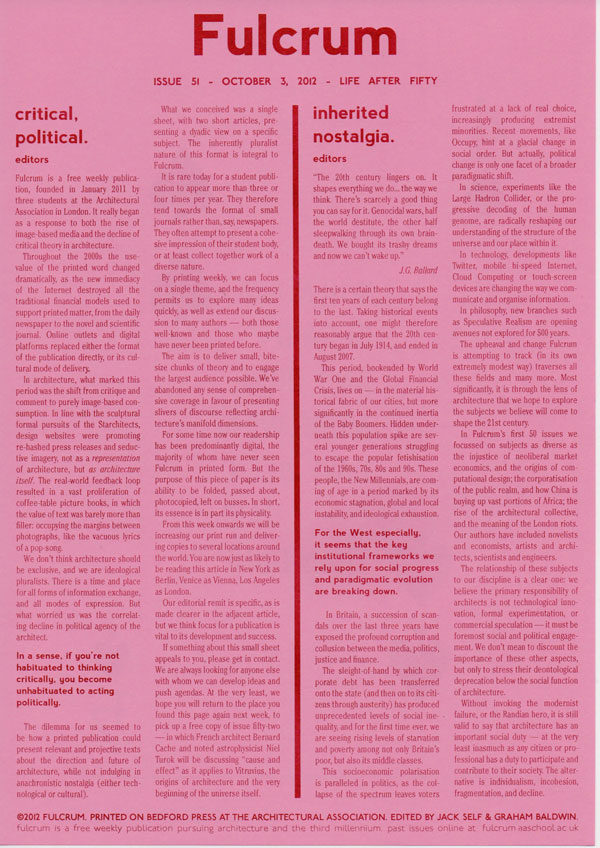 Fulcrum
ISSUE 51 - OCTOBER 3, 2012 - LIFE AFTER FIFTY
critical,
political.
editors
Fulcrum is a free weekly publica-
tion, founded in January 2011 by
three students at the Architectural
Association in London. It really began
as a response to both the rise of
image-based media and the decline of
critical theory in architecture.
Throughout the 2000s the use-
value of the printed word changed
dramatically, as the new immediacy
of the Internet destroyed all the
traditional financial models used to
support printed matter, from the daily
newspaper to the novel and scientific
journal. Online outlets and digital
platforms replaced either the format
of the publication directly, or its cul-
tural mode of delivery.
In architecture, what marked this
period was the shift from critique and
comment to purely image-based con-
sumption. In line with the sculptural
formal pursuits of the Starchitects,
design websites were promoting
re-hashed press releases and seduc-
tive imagery, not as a representation
of architecture, but as architecture
itself. The real-world feedback loop
resulted in a vast proliferation of
coffee-table picture books, in which
the value of text was barely more than
filler: occupying the margins between
photographs, like the vacuous lyrics
of a pop-song.
We don't think architecture should
be exclusive, and we are ideological
pluralists. There is a time and place
for all forms of information exchange,
and all modes of expression. But
what worried us was the correlat-
ing decline in political agency of the
architect.
In a sense, if you're not
habituated to thinking
critically, you become
unhabituated to acting
politically.
The dilemma for us seemed to
be how a printed publication could
present relevant and projective texts
about the direction and future of
architecture, while not indulging in
anachronistic nostalgia (either tech-
nological or cultural).
What we conceived was a single
sheet, with two short articles, pre-
senting a dyadic view on a specific
subject. The inherently pluralist
nature of this format is integral to
Fulcrum.
It is rare today for a student publi-
cation to appear more than three or
four times per year. They therefore
tend towards the format of small
journals rather than, say, newspapers.
They often attempt to present a cohe-
sive impression of their student body,
or at least collect together work of a
diverse nature.
By printing weekly, we can focus
on a single theme, and the frequency
permits us to explore many ideas
quickly, as well as extend our discus-
sion to many authors — both those
well-known and those who maybe
have never been printed before.
The aim is to deliver small, bite-
size chunks of theory and to engage
the largest audience possible. We've
abandoned any sense of comprehen-
sive coverage in favour of presenting
slivers of discourse reflecting archi-
tecture's manifold dimensions.
For some time now our readership
has been predominantly digital, the
majority of whom have never seen
Fulcrum in printed form. But the
purpose of this piece of paper is its
ability to be folded, passed about,
photocopied, left on busses. In short,
its essence is in part its physicality.
From this week onwards we will be
increasing our print run and deliver-
ing copies to several locations around
the world. You are now just as likely to
be reading this article in New York as
Berlin, Venice as Vienna, Los Angeles
as London.
Our editorial remit is specific, as is
made clearer in the adjacent article,
but we think focus for a publication is
vital to its development and success.
If something about this small sheet
appeals to you, please get in contact.
We are always looking for anyone else
with whom we can develop ideas and
push agendas. At the very least, we
hope you will return to the place you
found this page again next week, to
pick up a free copy of issue fifty-two
— in which French architect Bernard
Cache and noted astrophysicist Niel
Turok will be discussing "cause and
effect" as it applies to Vitruvius, the
origins of architecture and the very
beginning of the universe itself.
inherited
nostalgia.
editors
"The 20th century lingers on. It
shapes everything we do... the way we
think. There's scarcely a good thing
you can say for it. Genocidal wars, half
the world destitute, the other half
sleepwalking through its own brain-
death. We bought its trashy dreams
and now we can't wake up."
J.G. Ballard
There is a certain theory that says the
first ten years of each century belong
to the last. Taking historical events
into account, one might therefore
reasonably argue that the 20th cen-
tury began in July 1914, and ended in
August 2007.
This period, bookended by World
War One and the Global Financial
Crisis, lives on — in the material his-
torical fabric of our cities, but more
significantly in the continued inertia
of the Baby Boomers. Hidden under-
neath this population spike are sev-
eral younger generations struggling
to escape the popular fetishisation
of the 1960s, 70s, 80s and 90s. These
people, the New Millennials, are com-
ing of age in a period marked by its
economic stagnation, global and local
instability, and ideological exhaustion.
For the West especially,
it seems that the key
institutional frameworks we
rely upon for social progress
and paradigmatic evolution
are breaking down.
In Britain, a succession of scan-
dals over the last three years have
exposed the profound corruption and
collusion between the media, politics,
justice and finance.
The sleight-of-hand by which cor-
porate debt has been transferred
onto the state (and then on to its citi-
zens through austerity) has produced
unprecedented levels of social ine-
quality, and for the first time ever, we
are seeing rising levels of starvation
and poverty among not only Britain's
poor, but also its middle classes.
This socioeconomic polarisation
is paralleled in politics, as the col-
lapse of the spectrum leaves voters
frustrated at a lack of real choice,
increasingly producing extremist
minorities. Recent movements, like
Occupy, hint at a glacial change in
social order. But actually, political
change is only one facet of a broader
paradigmatic shift.
In science, experiments like the
Large Hadron Collider, or the pro-
gressive decoding of the human
genome, are radically reshaping our
understanding of the structure of the
universe and our place within it.
In technology, developments like
Twitter, mobile hi-speed Internet,
Cloud Computing or touch-screen
devices are changing the way we com-
municate and organise information.
In philosophy, new branches such
as Speculative Realism are opening
avenues not explored for 500 years.
The upheaval and change Fulcrum
is attempting to track (in its own
extremely modest way) traverses all
these fields and many more. Most
significantly, it is through the lens of
architecture that we hope to explore
the subjects we believe will come to
shape the 21st century.
In Fulcrum's first 50 issues we
focussed on subjects as diverse as
the injustice of neoliberal market
economics, and the origins of com-
putational design; the corporatisation
of the public realm, and how China is
buying up vast portions of Africa; the
rise of the architectural collective,
and the meaning of the London riots.
Our authors have included novelists
and economists, artists and archi-
tects, scientists and engineers.
The relationship of these subjects
to our discipline is a clear one: we
believe the primary responsibility of
architects is not technological inno-
vation, formal experimentation, or
commercial speculation — it must be
foremost social and political engage-
ment. We don't mean to discount the
importance of these other aspects,
but only to stress their deontological
deprecation below the social function
of architecture.
Without invoking the modernist
failure, or the Randian hero, it is still
valid to say that architecture has an
important social duty — at the very
least inasmuch as any citizen or pro-
fessional has a duty to participate and
contribute to their society. The alter-
native is individualism, incohesion,
fragmentation, and decline.
©2012 FULCRUM. PRINTED ON BEDFORD PRESS AT THE ARCHITECTURAL ASSOCIATION. EDITED BY JACK SELF & GRAHAM BALDWIN.
fulcrum is a free weekly publication pursuing architecture and the third millennium. past issues online at fulcrum.aaschool.ac.uk